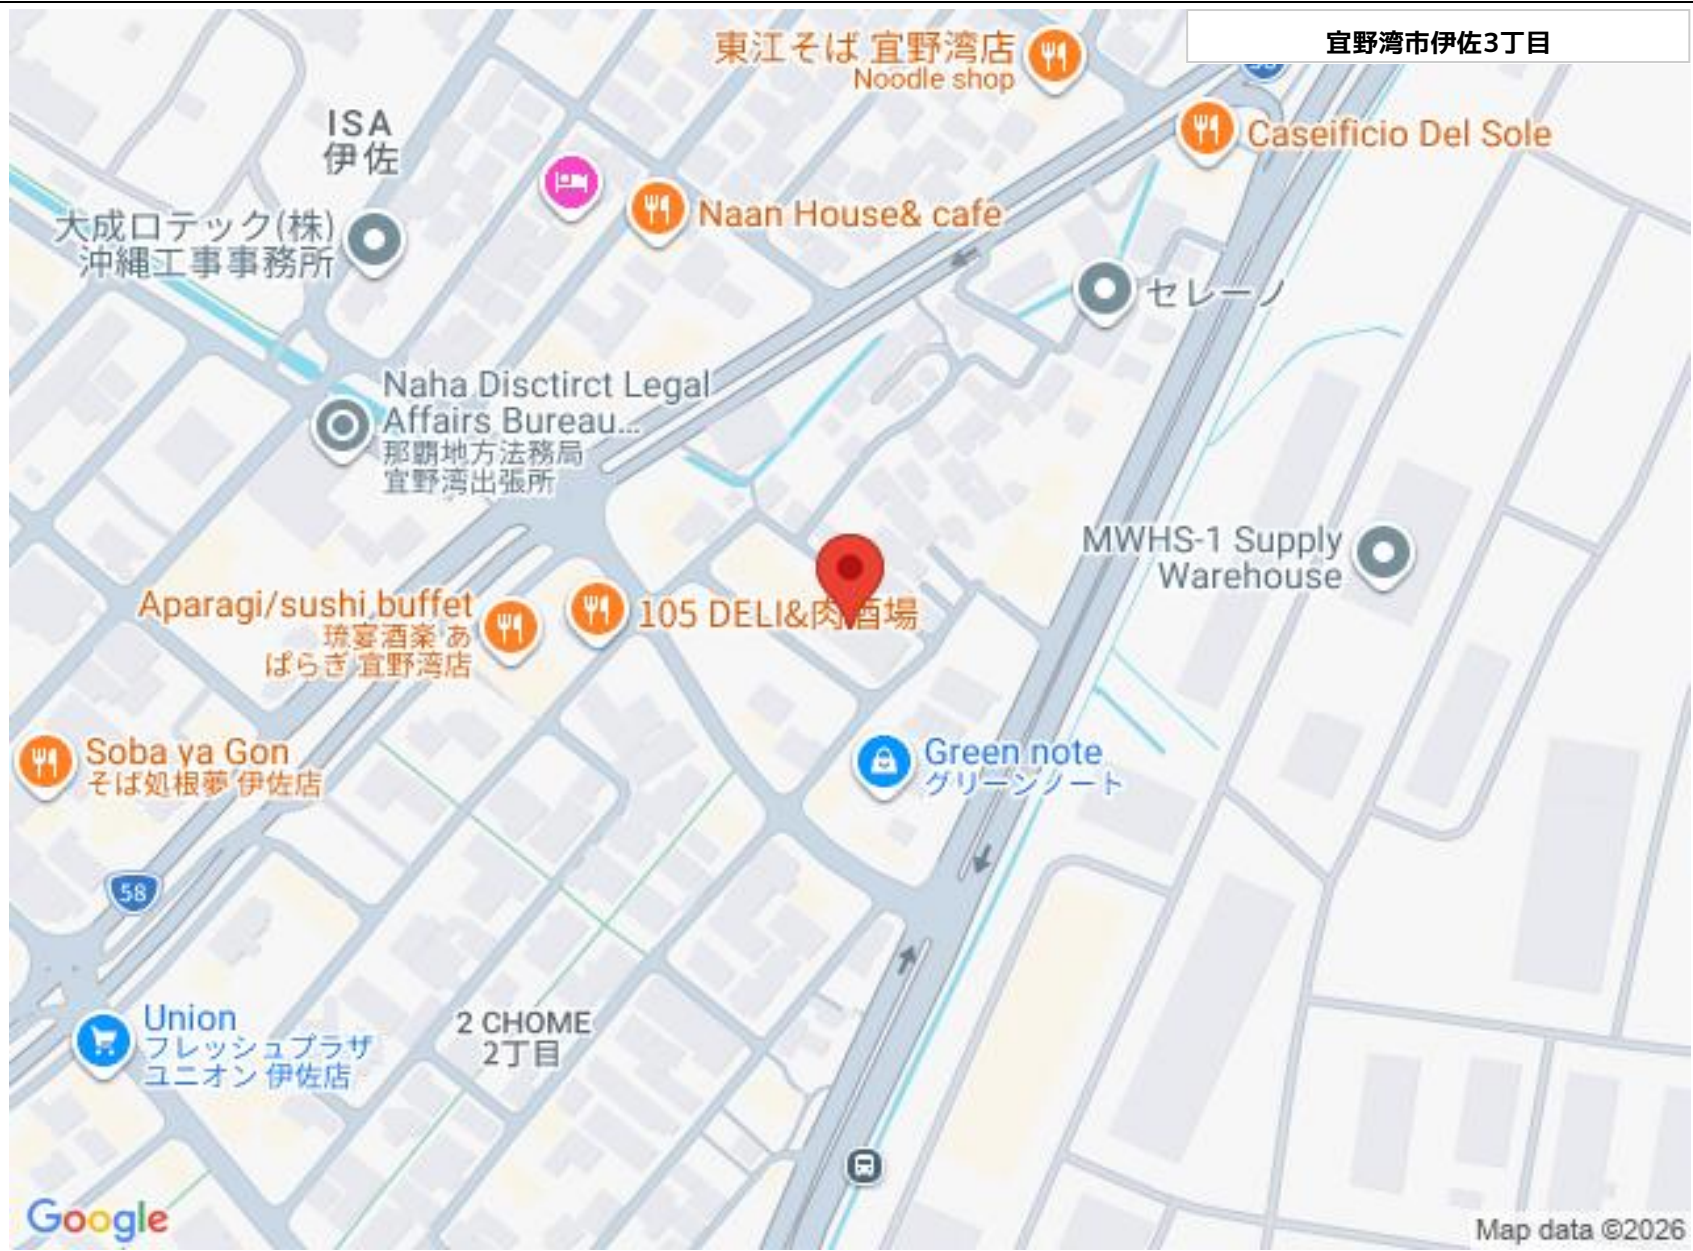 宜野湾市伊佐3丁目
東江そば 宜野湾店
Noodle shop
Caseificio Del Sole
ISA
伊佐
大成ロテック(株)
沖縄工事事務所
Naan House& cafe
セレーノ
Naha Disctirct Legal
Affairs Bureau...
那覇地方法務局
宜野湾出張所
MWHS-1 Supply
Warehouse
Aparagi/sushi buffet
琉宴酒楽 あ
ぱらぎ 宜野湾店
105 DELI&肉酒場
Soba ya Gon
そば処根夢 伊佐店
Green note
グリーンノート
58
Union
フレッシュプラザ
ユニオン 伊佐店
2 CHOME
2丁目
Google
Map data ©2026